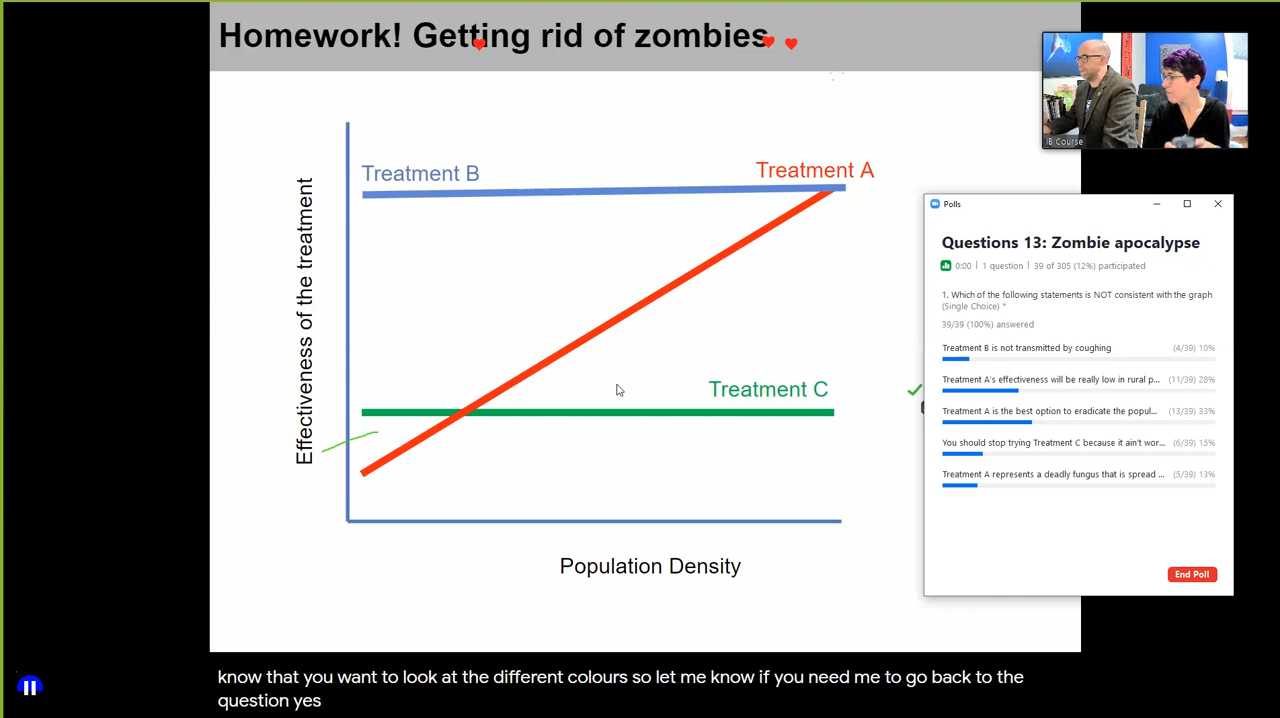 Homework! Getting rid of zombies
Treatment B
Treatment A
Effectiveness of the treatment
Treatment C
Population Density
IB Course
Polls
Questions 13: Zombie apocalypse
0:00 | 1 question | 39 of 305 (12%) participated
1. Which of the following statements is NOT consistent with the graph
(Single Choice) *
39/39 (100%) answered
Treatment B is not transmitted by coughing (4/39) 10%
Treatment A's effectiveness will be really low in rural p... (11/39) 28%
Treatment A is the best option to eradicate the popul... (13/39) 33%
You should stop trying Treatment C because it ain't wor... (6/39) 15%
Treatment A represents a deadly fungus that is spread ... (5/39) 13%
End Poll
know that you want to look at the different colours so let me know if you need me to go back to the
question yes